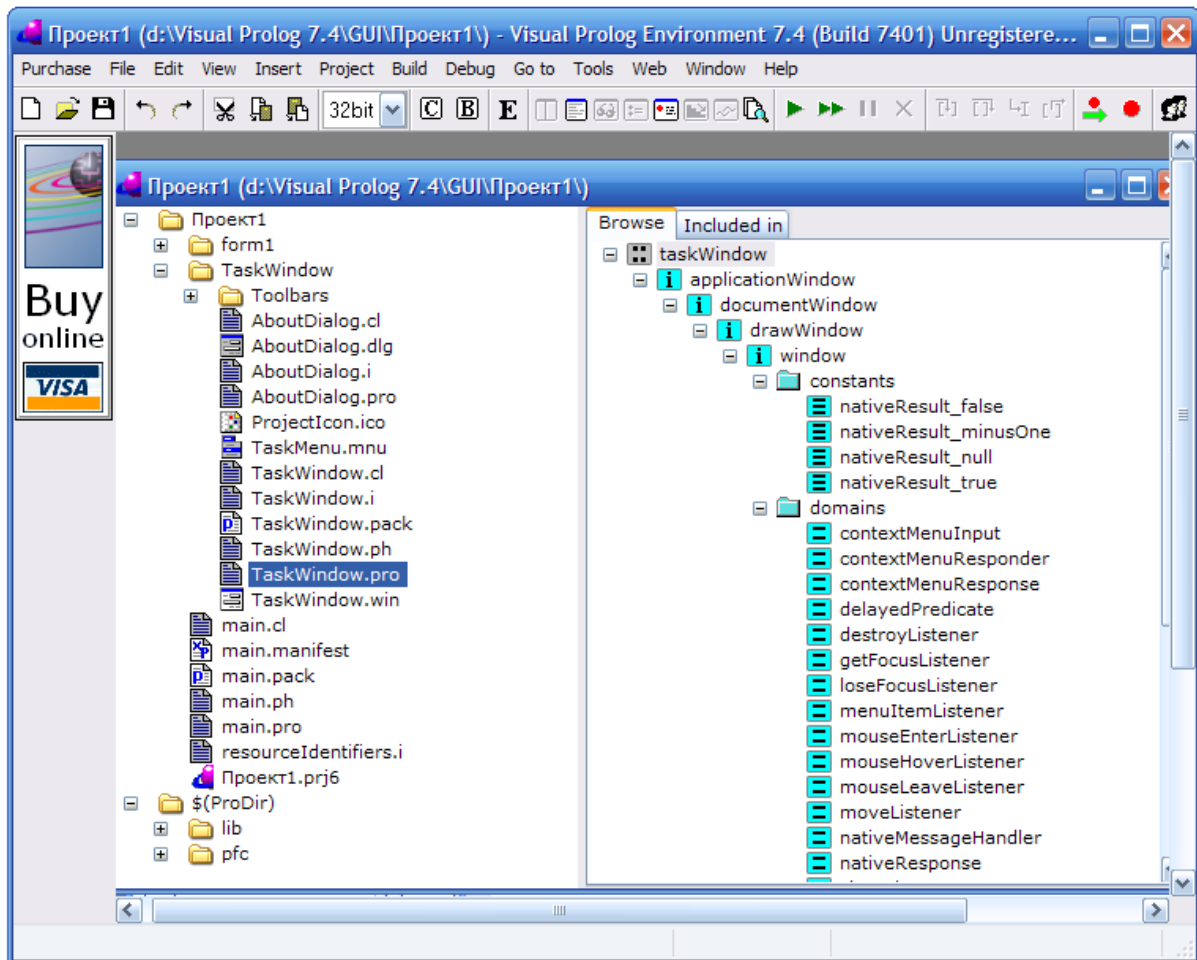 Проект1 (d:\Visual Prolog 7.4\GUI\Проект1\) - Visual Prolog Environment 7.4 (Build 7401) Unregistere...
Purchase File Edit View Insert Project Build Debug Go to Tools Web Window Help
32bit C B E
Buy
online
VISA
Проект1 (d:\Visual Prolog 7.4\GUI\Проект1\)
Проект1
form1
TaskWindow
Toolbars
AboutDialog.cl
AboutDialog.dlg
AboutDialog.i
AboutDialog.pro
ProjectIcon.ico
TaskMenu.mnu
TaskWindow.cl
TaskWindow.i
TaskWindow.pack
TaskWindow.ph
TaskWindow.pro
TaskWindow.win
main.cl
main.manifest
main.pack
main.ph
main.pro
resourceIdentifiers.i
Проект1.prj6
$(ProDir)
lib
pfc
Browse Included in
taskWindow
applicationWindow
documentWindow
drawWindow
window
constants
nativeResult_false
nativeResult_minusOne
nativeResult_null
nativeResult_true
domains
contextMenuInput
contextMenuResponder
contextMenuResponse
delayedPredicate
destroyListener
getFocusListener
loseFocusListener
menuItemListener
mouseEnterListener
mouseHoverListener
mouseLeaveListener
moveListener
nativeMessageHandler
nativeResponse